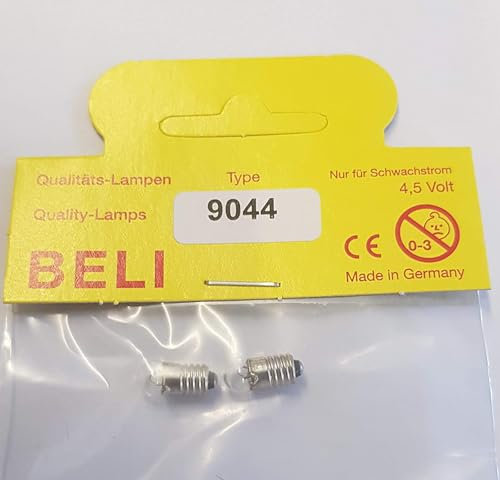 Qualitäts-Lampen
Quality-Lamps
BELI
Type
9044
Nur für Schwachstrom
4,5 Volt
CE
0-3
Made in Germany